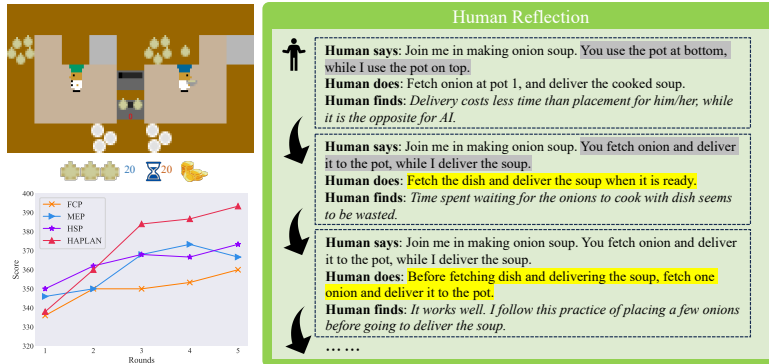 20 20
400
390
380
370
360
350
340
330
320
Score
FCP
MEP
HSP
HAPLAN
1 2 3 4 5
Rounds
Human Reflection
Human says: Join me in making onion soup. You use the pot at bottom,
while I use the pot on top.
Human does: Fetch onion at pot 1, and deliver the cooked soup.
Human finds: Delivery costs less time than placement for him/her, while
it is the opposite for AI.
Human says: Join me in making onion soup. You fetch onion and deliver
it to the pot, while I deliver the soup.
Human does: Fetch the dish and deliver the soup when it is ready.
Human finds: Time spent waiting for the onions to cook with dish seems
to be wasted.
Human says: Join me in making onion soup. You fetch onion and deliver
it to the pot, while I deliver the soup.
Human does: Before fetching dish and delivering the soup, fetch one
onion and deliver it to the pot.
Human finds: It works well. I follow this practice of placing a few onions
before going to deliver the soup.
... ...